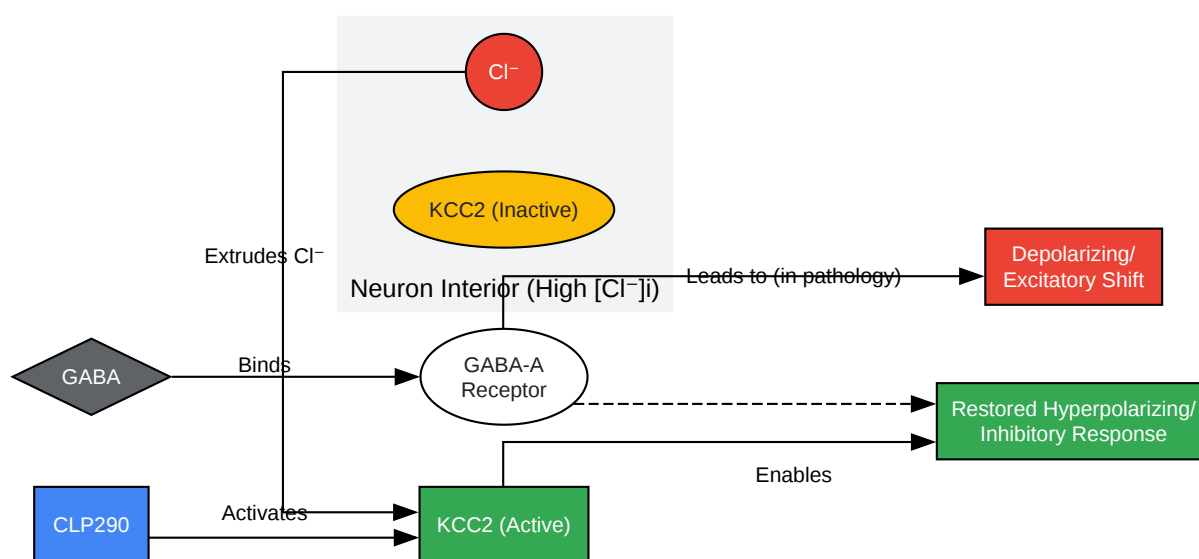 Cl⁻
KCC2 (Inactive)
Extrudes Cl⁻
Neuron Interior (High [Cl⁻]i)
Leads to (in pathology)
Depolarizing/
Excitatory Shift
GABA
Binds
GABA-A
Receptor
Restored Hyperpolarizing/
Inhibitory Response
Enables
CLP290
Activates
KCC2 (Active)